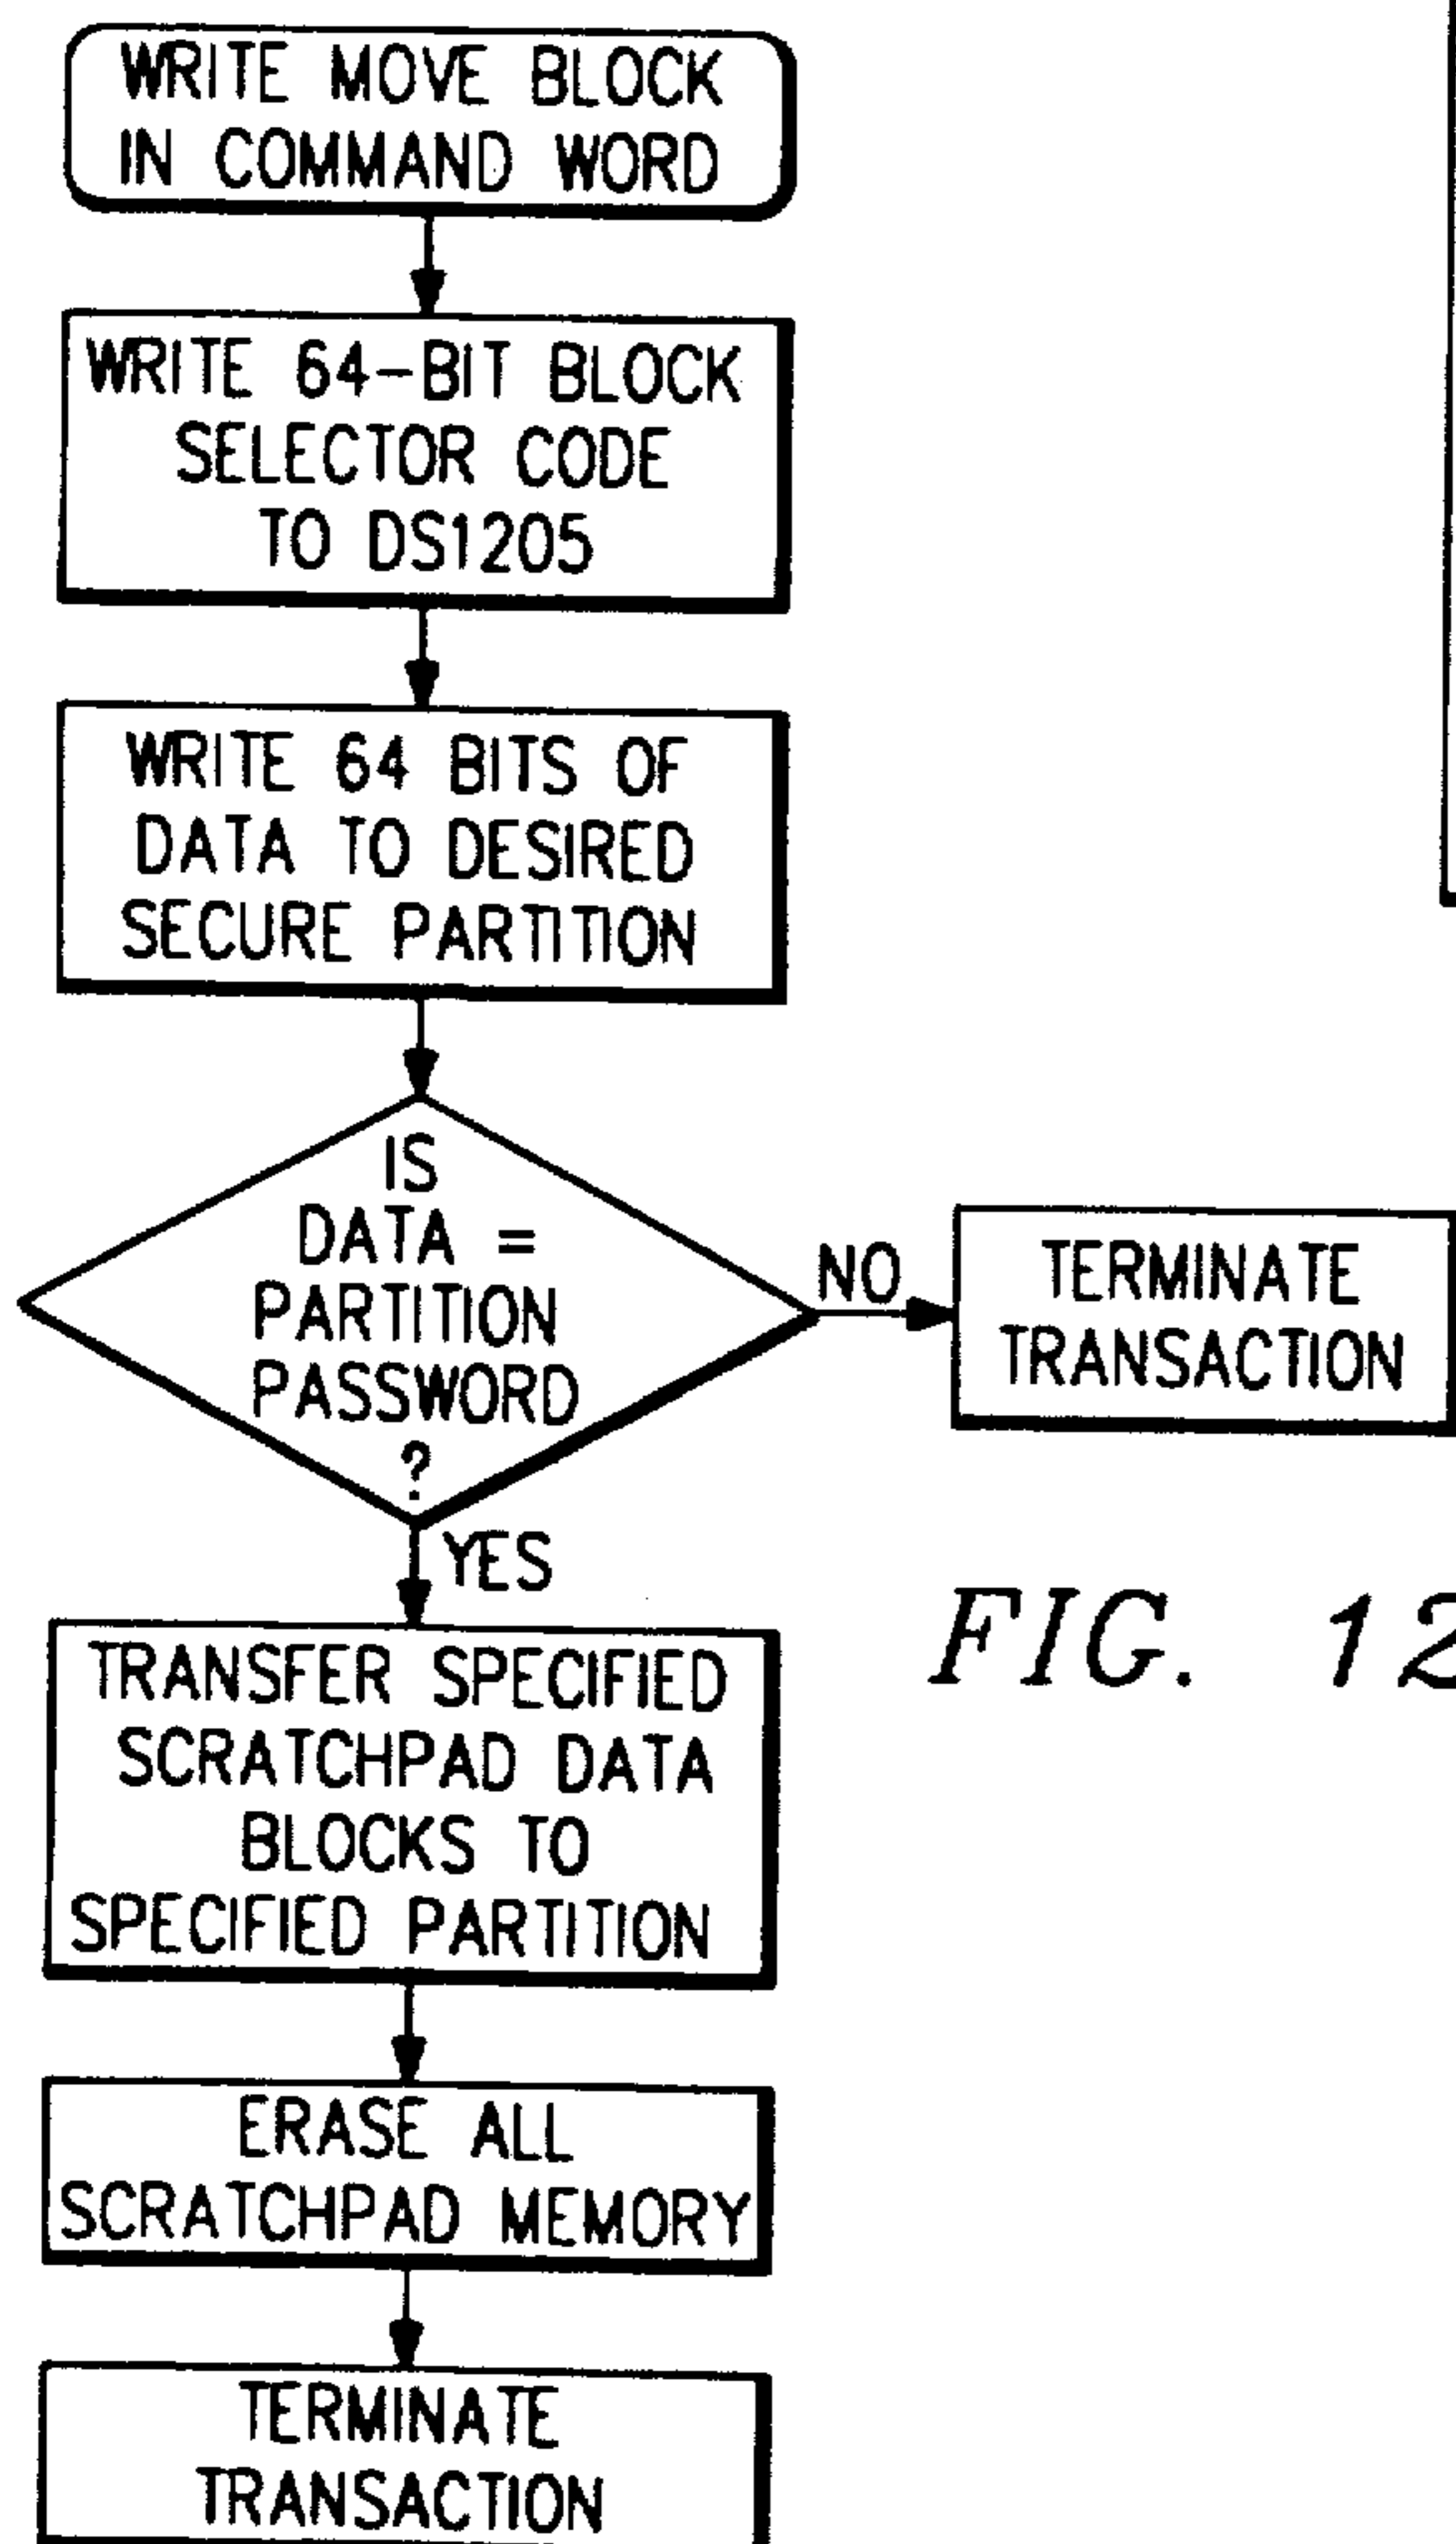 WRITE MOVE BLOCK
IN COMMAND WORD
WRITE 64-BIT BLOCK
SELECTOR CODE
TO DS1205
WRITE 64 BITS OF
DATA TO DESIRED
SECURE PARTITION
IS
DATA =
PARTITION
PASSWORD
?
NO
TERMINATE
TRANSACTION
YES
TRANSFER SPECIFIED
SCRATCHPAD DATA
BLOCKS TO
SPECIFIED PARTITION
FIG. 12
ERASE ALL
SCRATCHPAD MEMORY
TERMINATE
TRANSACTION